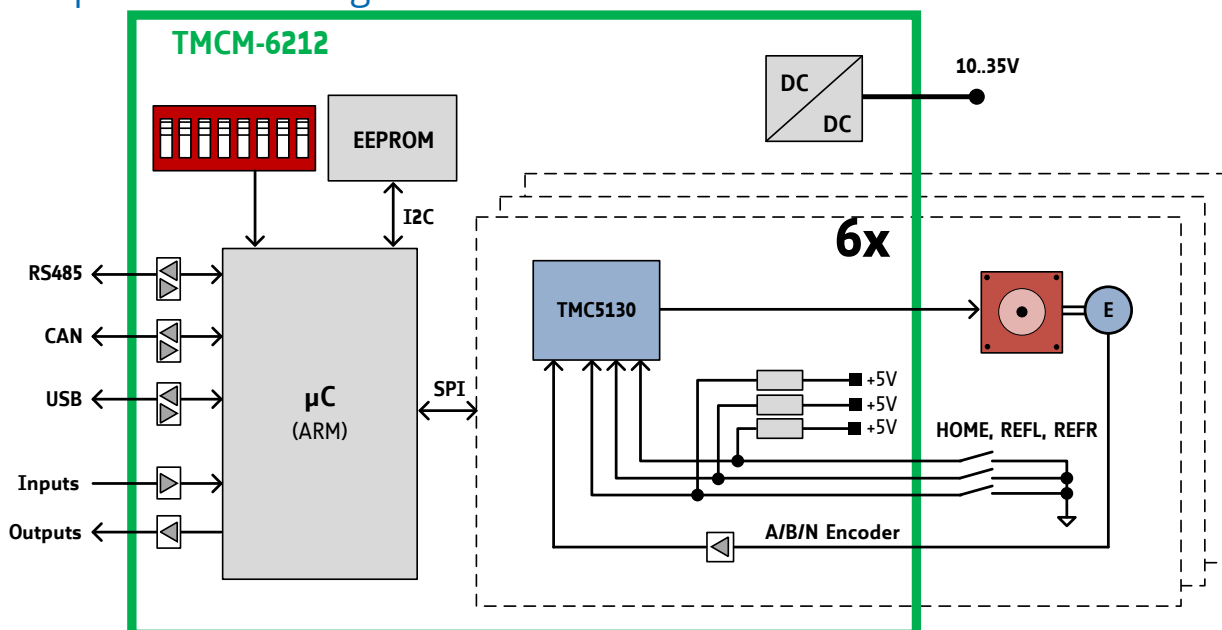 TMCM-6212
10..35V
DC
DC
EEPROM
I2C
6x
RS485
TMC5130
E
CAN
USB
SPI
µC
(ARM)
+5V
+5V
+5V
HOME, REFL, REFR
Inputs
Outputs
A/B/N Encoder